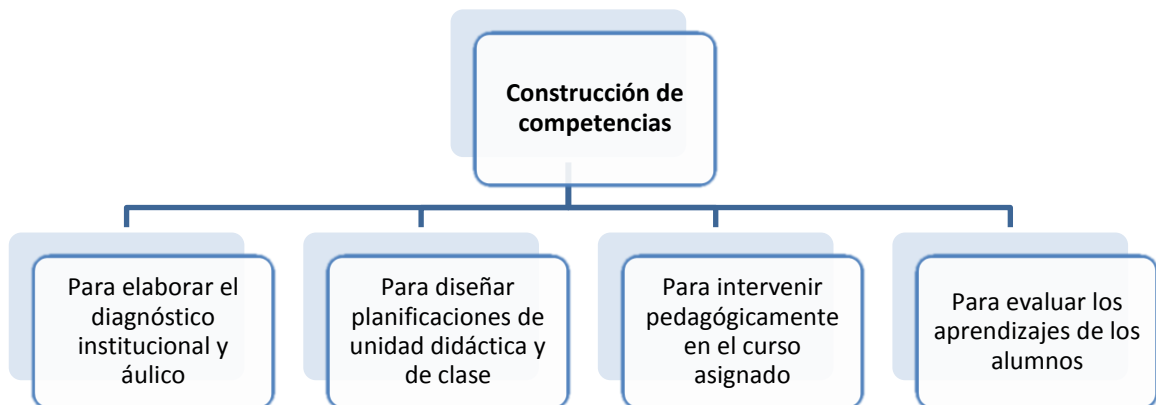 Construcción de
competencias
Para elaborar el
diagnóstico
institucional y
áulico
Para diseñar
planificaciones de
unidad didáctica y
de clase
Para intervenir
pedagógicamente
en el curso
asignado
Para evaluar los
aprendizajes de los
alumnos